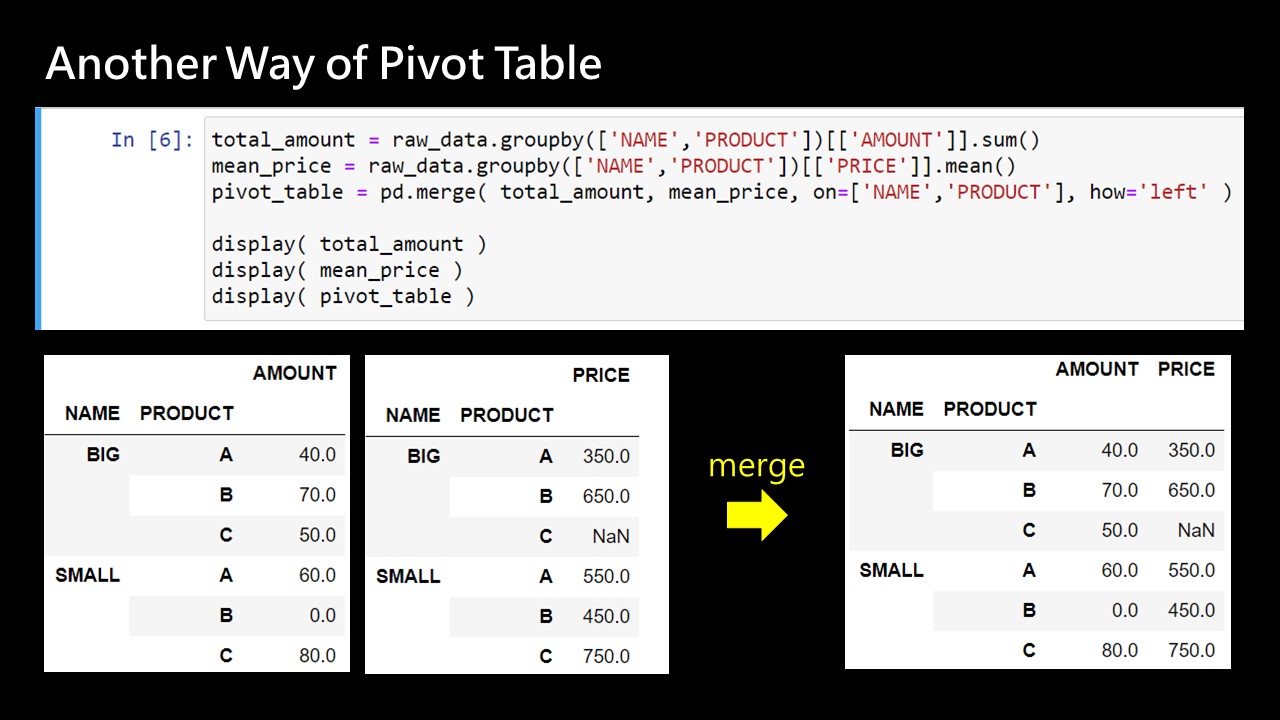 Another Way of Pivot Table
In [6]: total_amount = raw_data.groupby(['NAME','PRODUCT'])[['AMOUNT']].sum()
mean_price = raw_data.groupby(['NAME','PRODUCT'])[['PRICE']].mean()
pivot_table = pd.merge( total_amount, mean_price, on=['NAME','PRODUCT'], how='left' )
display( total_amount )
display( mean_price )
display( pivot_table )
AMOUNT
NAME PRODUCT
BIG A 40.0
B 70.0
C 50.0
SMALL A 60.0
B 0.0
C 80.0
PRICE
NAME PRODUCT
BIG A 350.0
B 650.0
C NaN
SMALL A 550.0
B 450.0
C 750.0
merge
AMOUNT PRICE
NAME PRODUCT
BIG A 40.0 350.0
B 70.0 650.0
C 50.0 NaN
SMALL A 60.0 550.0
B 0.0 450.0
C 80.0 750.0